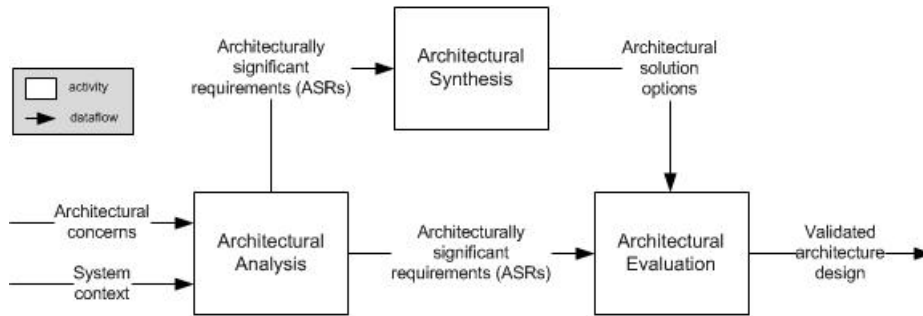 Architecturally
significant
requirements (ASRs)
Architectural
Synthesis
Architectural
solution
options
activity
dataflow
Architectural
concerns
System
context
Architectural
Analysis
Architecturally
significant
requirements (ASRs)
Architectural
Evaluation
Validated
architecture
design